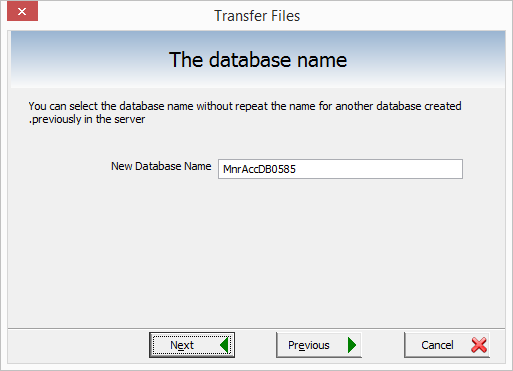 Transfer Files
The database name
You can select the database name without repeat the name for another database created
.previously in the server
New Database Name
MnrAccDB0585
Next
Previous
Cancel